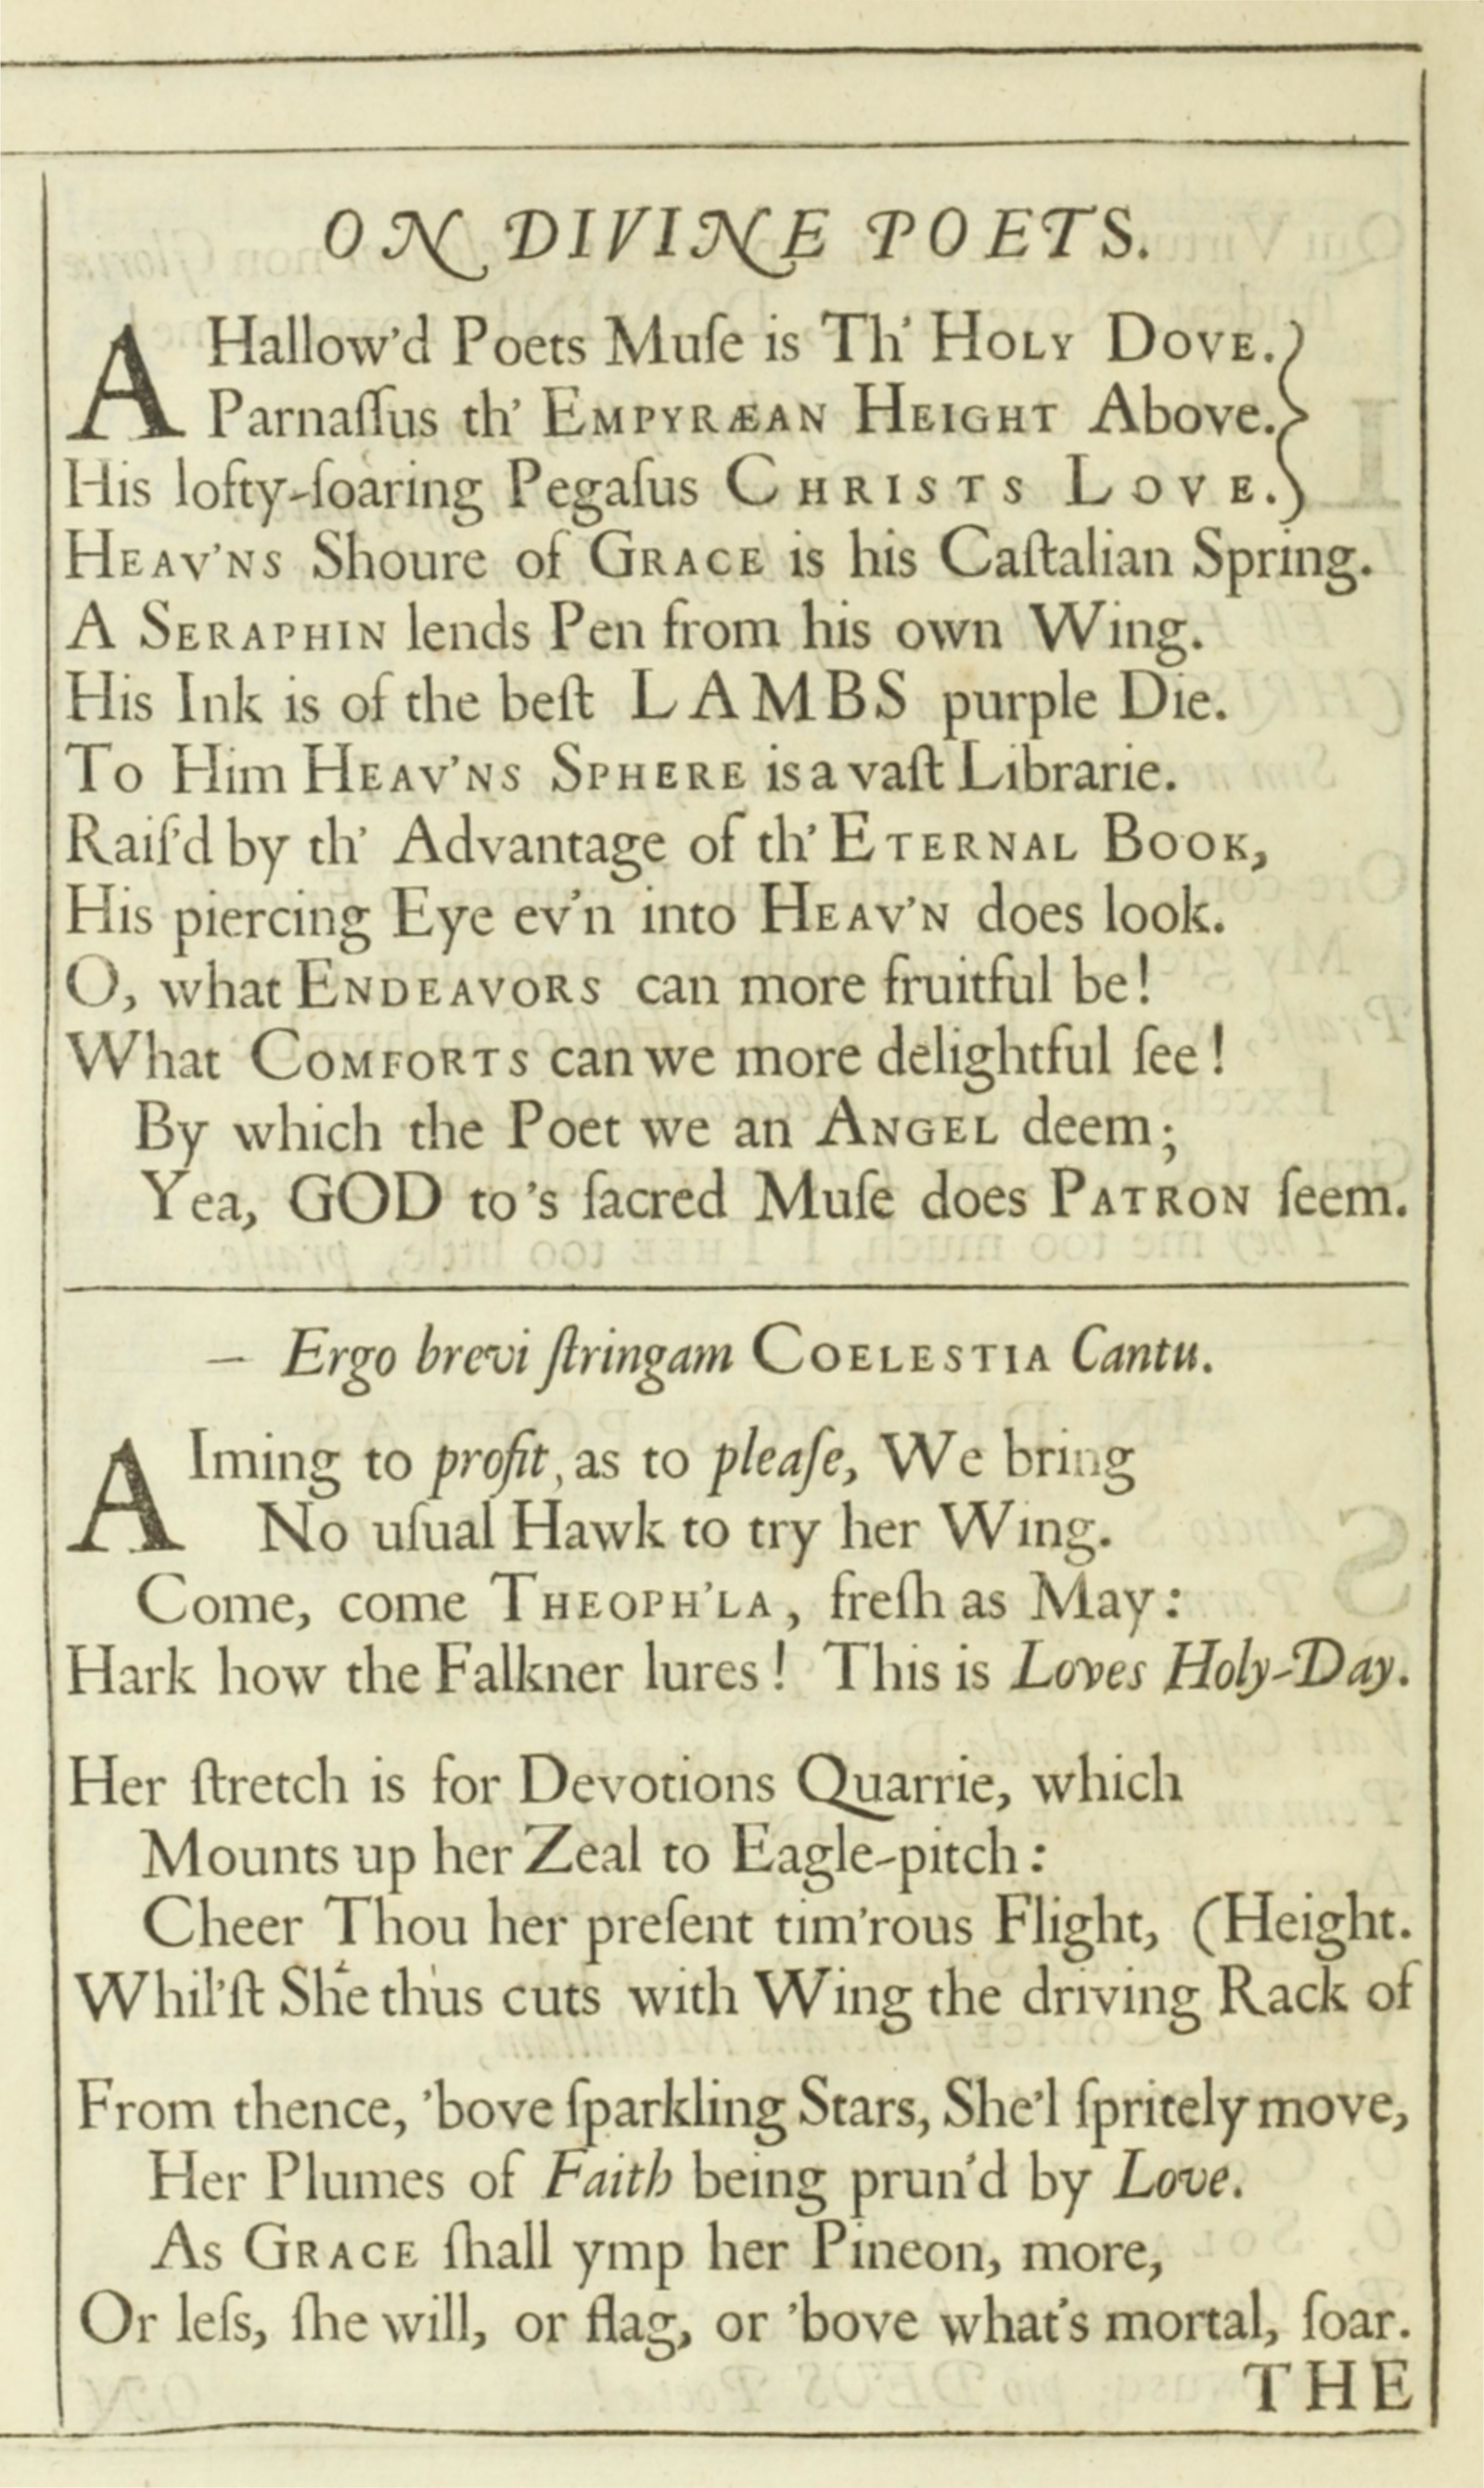 ON DIVINE POETS.
A Hallow'd Poets Muſe is Th' HOLY DOVE.
Parnaſſus th' EMPYRÆAN HEIGHT Above.
His lofty-ſoaring Pegaſus CHRISTS LOVE.
HEAV'NS Shoure of GRACE is his Caſtalian Spring.
A SERAPHIN lends Pen from his own Wing.
His Ink is of the beſt LAMBS purple Die.
To Him HEAV'NS SPHERE is a vaſt Librarie.
Raiſ'd by th' Advantage of th' ETERNAL BOOK,
His piercing Eye ev'n into HEAV'N does look.
O, what ENDEAVORS can more fruitful be!
What COMFORTS can we more delightful ſee!
By which the Poet we an ANGEL deem;
Yea, GOD to's ſacred Muſe does PATRON ſeem.
— Ergo brevi ſtringam COELESTIA Cantu.
AIming to profit, as to pleaſe, We bring
No uſual Hawk to try her Wing.
Come, come THEOPH'LA, freſh as May:
Hark how the Falkner lures! This is Loves Holy-Day.
Her ſtretch is for Devotions Quarrie, which
Mounts up her Zeal to Eagle-pitch:
Cheer Thou her preſent tim'rous Flight, (Height.
Whil'ſt She thus cuts with Wing the driving Rack of
From thence, 'bove ſparkling Stars, She'l ſpritely move,
Her Plumes of Faith being prun'd by Love.
As GRACE ſhall ymp her Pineon, more,
Or leſs, ſhe will, or flag, or 'bove what's mortal, ſoar.
THE